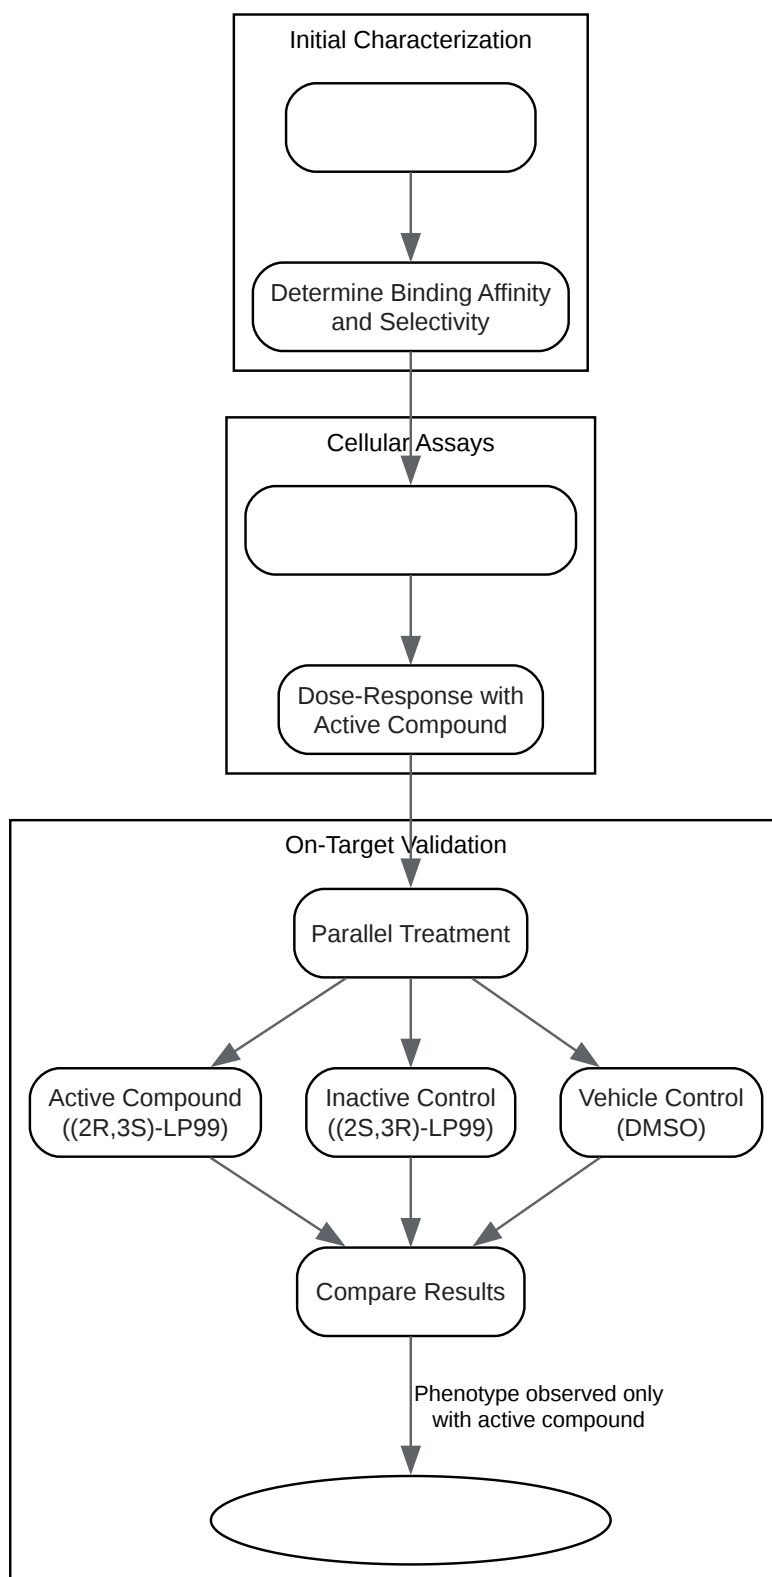 Initial Characterization
Determine Binding Affinity
and Selectivity
Cellular Assays
Dose-Response with
Active Compound
On-Target Validation
Parallel Treatment
Active Compound
((2R,3S)-LP99)
Inactive Control
((2S,3R)-LP99)
Vehicle Control
(DMSO)
Compare Results
Phenotype observed only
with active compound